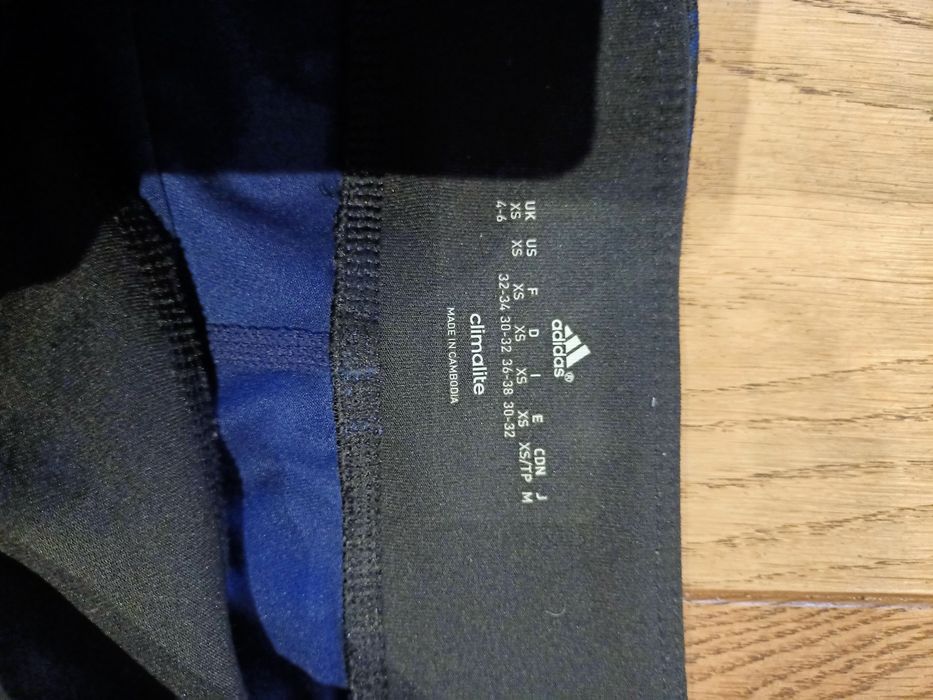 adidas®
UK US F D I E CDN J
XS XS XS XS XS XS XS/TP M
4-6 32-34 30-32 36-38 30-32
climalite
MADE IN CAMBODIA